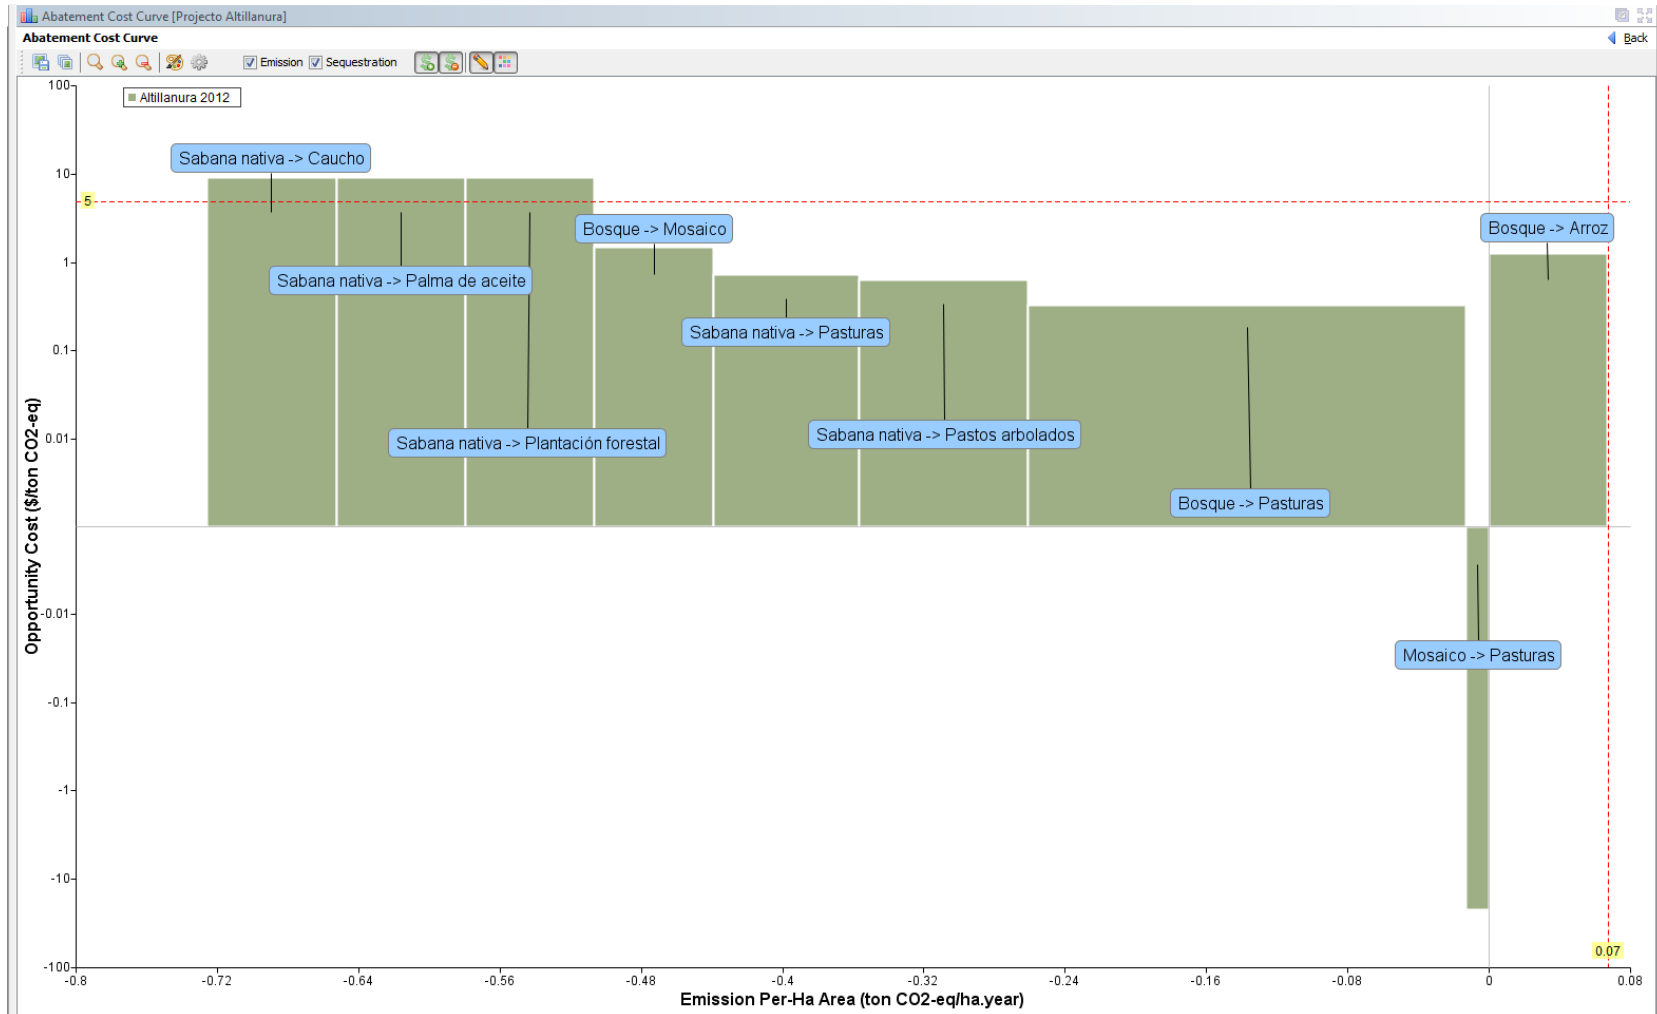 Abatement Cost Curve [Projecto Altillanura]
Abatement Cost Curve
Back
Emission
Sequestration
Altillanura 2012
100
10
5
1
0.1
0.01
-0.01
-0.1
-1
-10
-100
Opportunity Cost ($/ton CO2-eq)
Sabana nativa -> Caucho
Sabana nativa -> Palma de aceite
Sabana nativa -> Plantación forestal
Bosque -> Mosaico
Sabana nativa -> Pasturas
Sabana nativa -> Pastos arbolados
Bosque -> Pasturas
Bosque -> Arroz
Mosaico -> Pasturas
0.07
-0.8
-0.72
-0.64
-0.56
-0.48
-0.4
-0.32
-0.24
-0.16
-0.08
0
0.08
Emission Per-Ha Area (ton CO2-eq/ha.year)